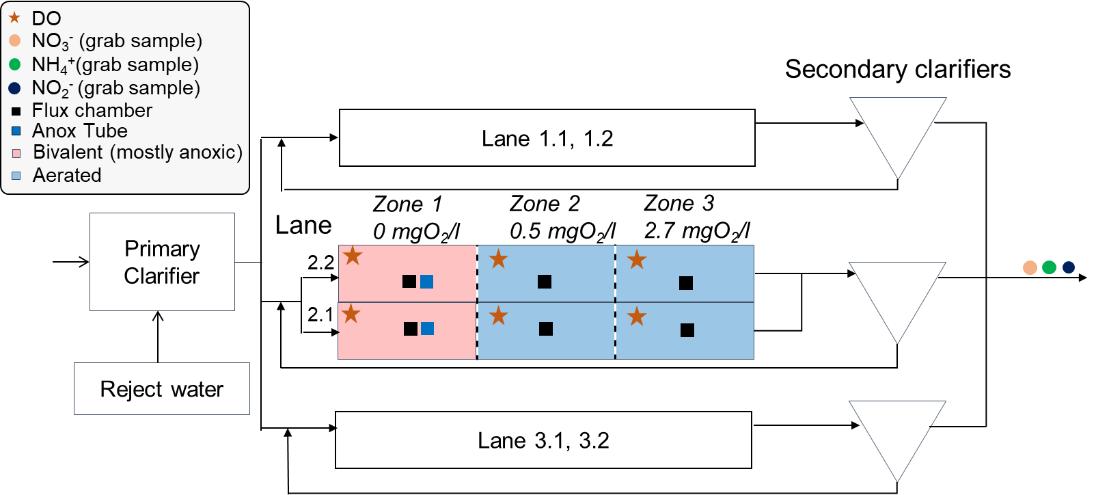 DO
NO₃⁻ (grab sample)
NH₄⁺(grab sample)
NO₂⁻ (grab sample)
Flux chamber
Anox Tube
Bivalent (mostly anoxic)
Aerated
Secondary clarifiers
Lane 1.1, 1.2
Zone 1
0 mgO₂/l
Zone 2
0.5 mgO₂/l
Zone 3
2.7 mgO₂/l
Lane
2.2
2.1
Primary
Clarifier
Reject water
Lane 3.1, 3.2